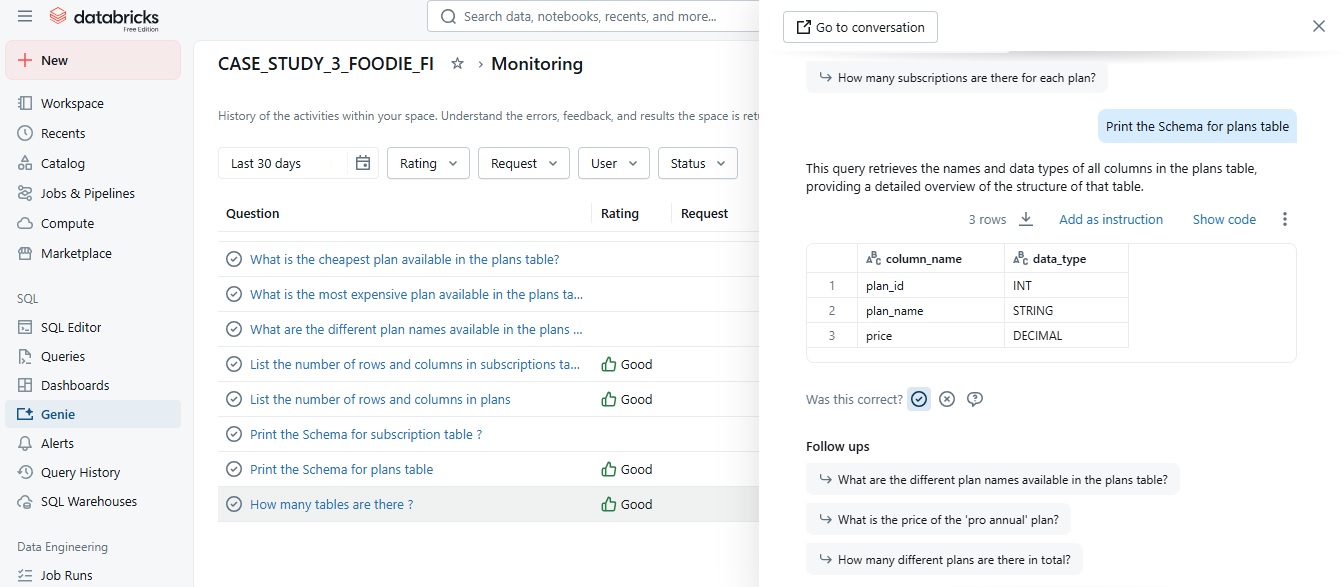 databricks
Free Edition
Search data, notebooks, recents, and more...
New
Workspace
Recents
Catalog
Jobs & Pipelines
Compute
Marketplace
SQL
SQL Editor
Queries
Dashboards
Genie
Alerts
Query History
SQL Warehouses
Data Engineering
Job Runs
CASE_STUDY_3_FOODIE_FI ☆ › Monitoring
History of the activities within your space. Understand the errors, feedback, and results the space is
Last 30 days
Rating
Request
User
Status
Question Rating Request
What is the cheapest plan available in the plans table?
What is the most expensive plan available in the plans ta...
What are the different plan names available in the plans ...
List the number of rows and columns in subscriptions ta... Good
List the number of rows and columns in plans Good
Print the Schema for subscription table ?
Print the Schema for plans table Good
How many tables are there ? Good
Go to conversation
How many subscriptions are there for each plan?
Print the Schema for plans table
This query retrieves the names and data types of all columns in the plans table,
providing a detailed overview of the structure of that table.
3 rows Add as instruction Show code
ABC column_name ABC data_type
1 plan_id INT
2 plan_name STRING
3 price DECIMAL
Was this correct?
Follow ups
What are the different plan names available in the plans table?
What is the price of the 'pro annual' plan?
How many different plans are there in total?